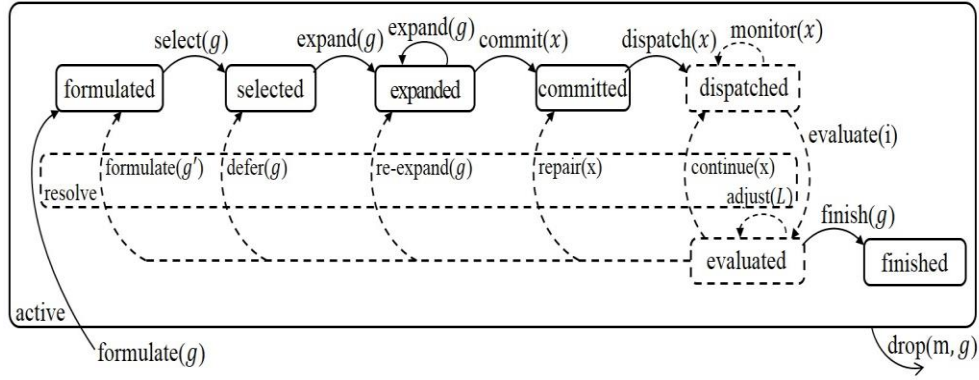 select(g)
expand(g)
expand(g)
commit(x)
dispatch(x)
monitor(x)
formulated
selected
expanded
committed
dispatched
evaluate(i)
formulate(g′)
defer(g)
re-expand(g)
repair(x)
continue(x)
resolve
adjust(L)
finish(g)
evaluated
finished
active
formulate(g)
drop(m, g)